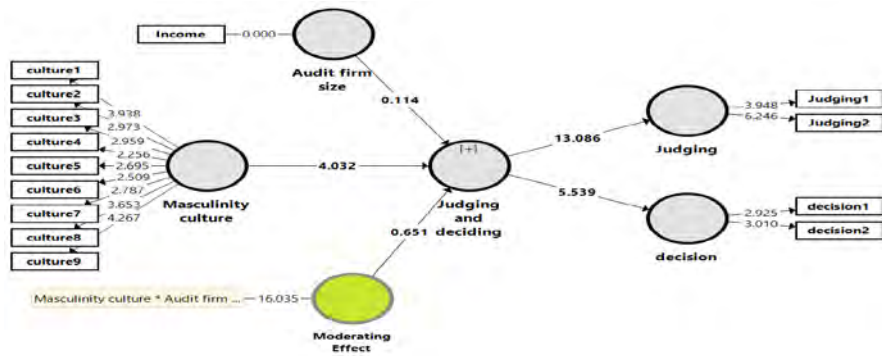 Income
0.000
Audit firm
size
0.114
culture1
culture2
culture3
culture4
culture5
culture6
culture7
culture8
culture9
3.938
2.973
2.959
2.256
2.695
2.509
2.787
3.653
4.267
Masculinity
culture
4.032
[+]
Judging
and
deciding
0.651
Masculinity culture * Audit firm ...
16.035
Moderating
Effect
13.086
5.539
Judging
3.948
6.246
Judging1
Judging2
decision
2.925
3.010
decision1
decision2